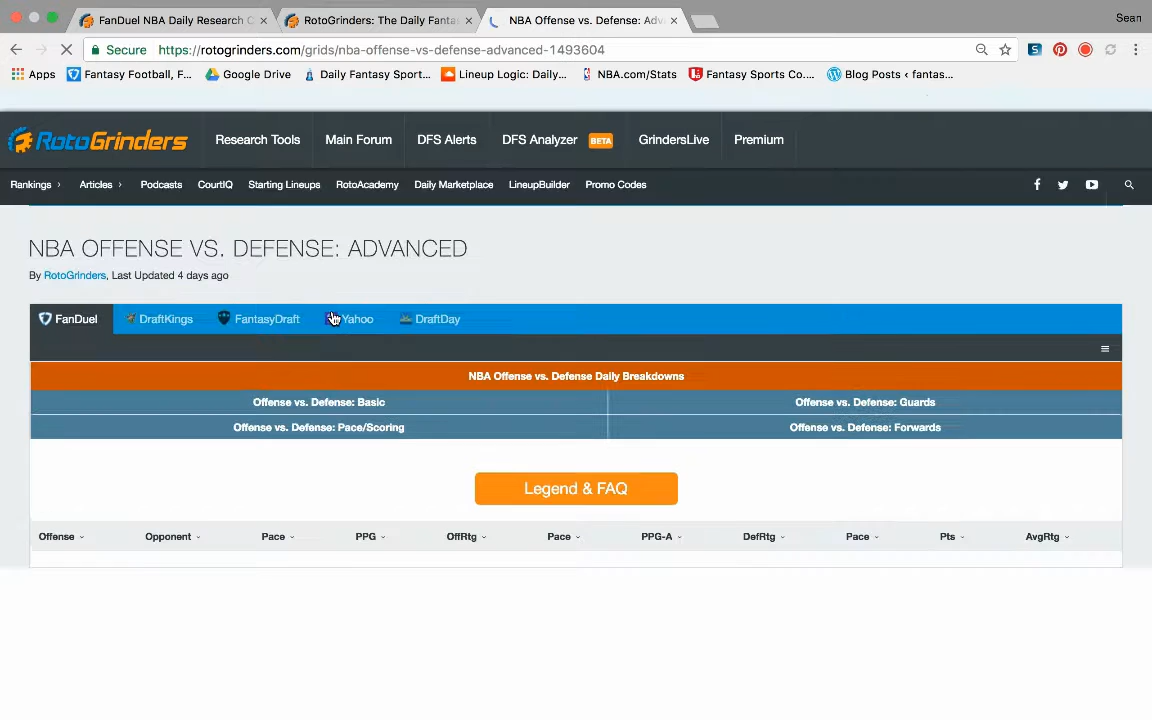 FanDuel NBA Daily Research C
RotoGrinders: The Daily Fanta
NBA Offense vs. Defense: Adv
Sean
Secure
https://rotogrinders.com/grids/nba-offense-vs-defense-advanced-1493604
Apps
Fantasy Football, F...
Google Drive
Daily Fantasy Sport...
Lineup Logic: Daily...
NBA.com/Stats
Fantasy Sports Co....
Blog Posts ‹ fantas...
RotoGrinders
Research Tools
Main Forum
DFS Alerts
DFS Analyzer BETA
GrindersLive
Premium
Rankings
Articles
Podcasts
CourtIQ
Starting Lineups
RotoAcademy
Daily Marketplace
LineupBuilder
Promo Codes
NBA OFFENSE VS. DEFENSE: ADVANCED
By RotoGrinders, Last Updated 4 days ago
FanDuel
DraftKings
FantasyDraft
Yahoo
DraftDay
NBA Offense vs. Defense Daily Breakdowns
Offense vs. Defense: Basic
Offense vs. Defense: Guards
Offense vs. Defense: Pace/Scoring
Offense vs. Defense: Forwards
Legend & FAQ
Offense
Opponent
Pace
PPG
OffRtg
Pace
PPG-A
DefRtg
Pace
Pts
AvgRtg